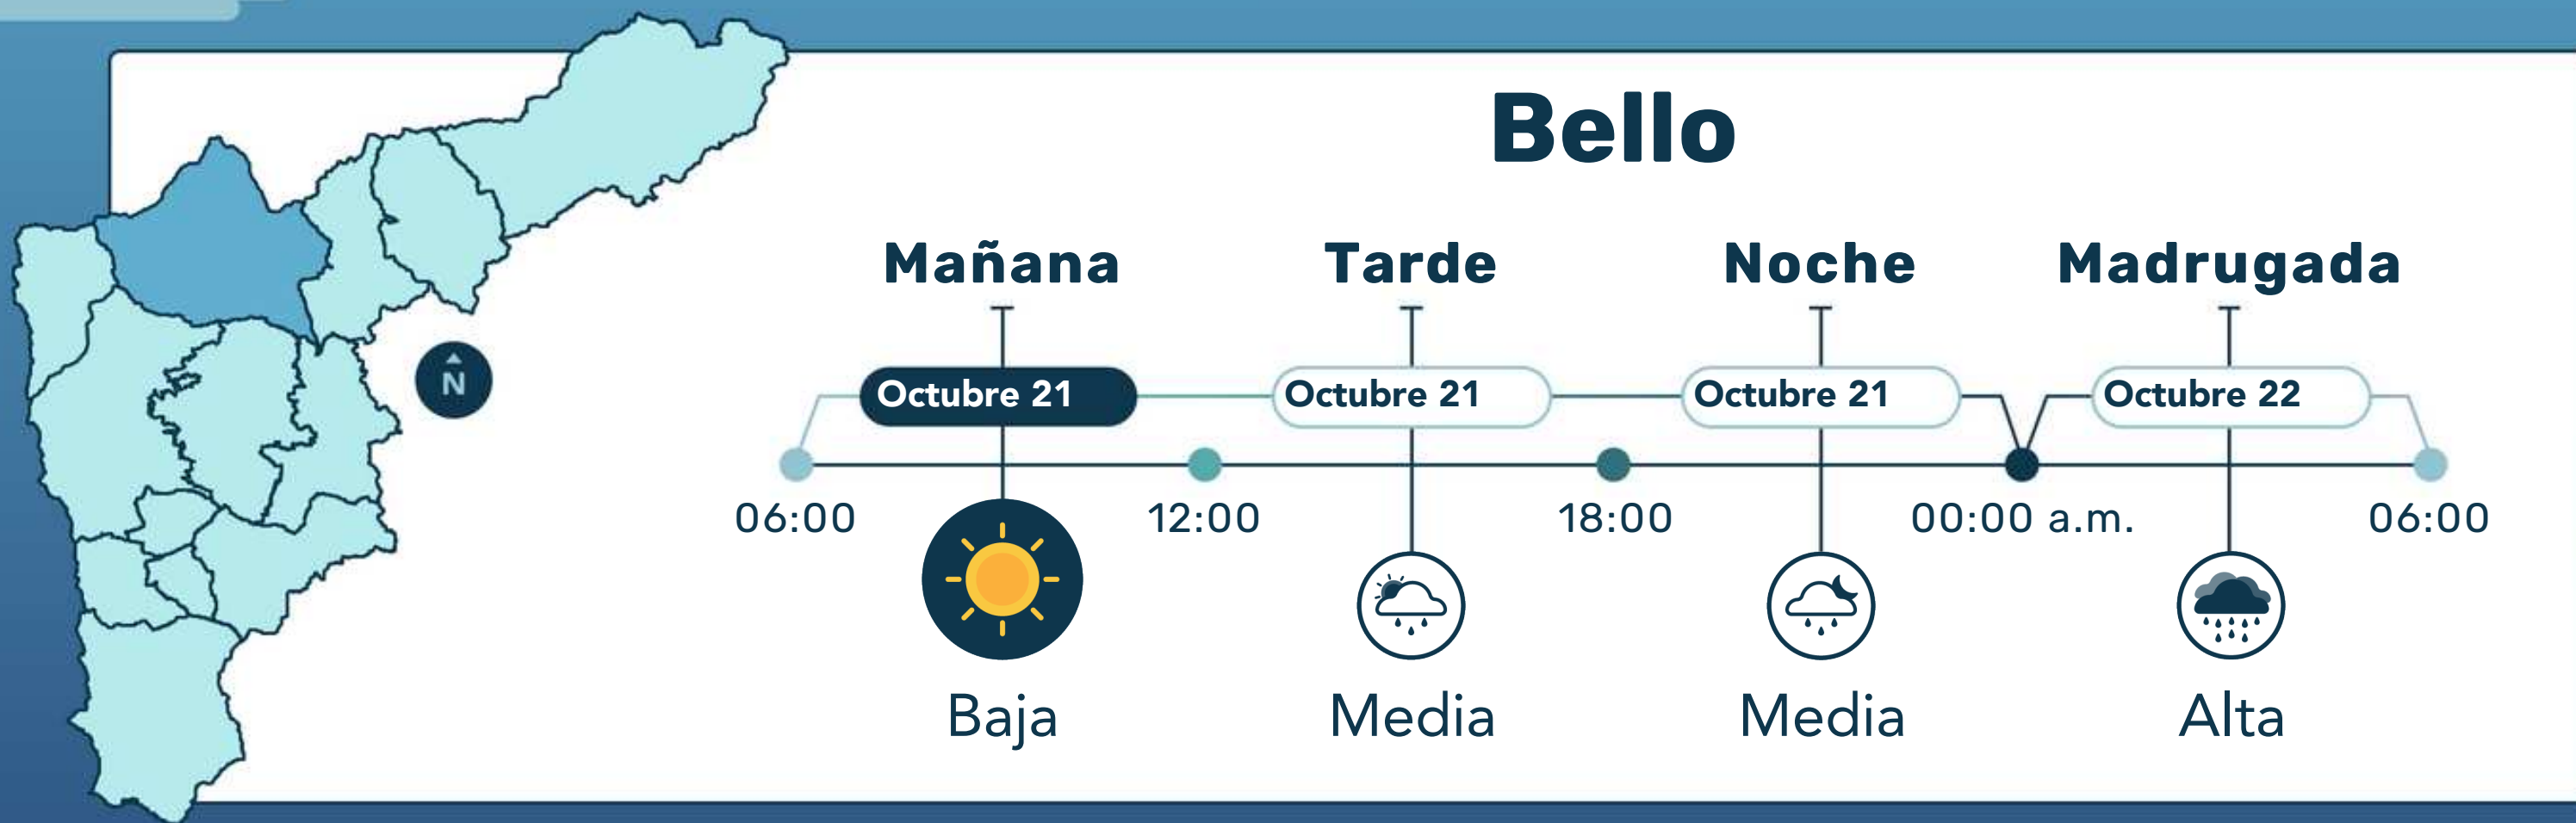 Bello
Mañana Tarde Noche Madrugada
N
Octubre 21 Octubre 21 Octubre 21 Octubre 22
06:00 12:00 18:00 00:00 a.m. 06:00
Baja Media Media Alta